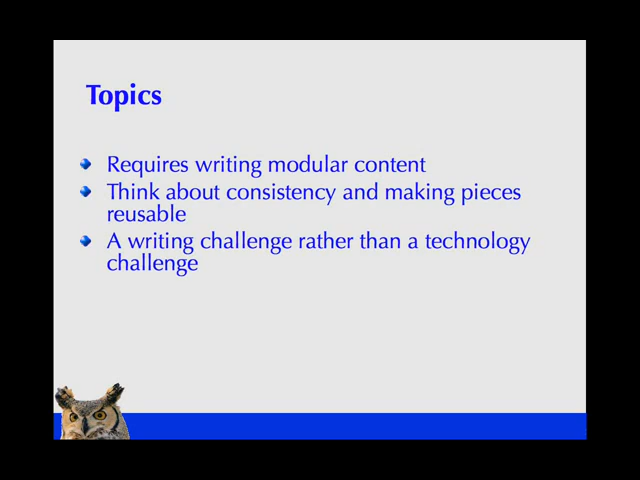 Topics
Requires writing modular content
Think about consistency and making pieces
reusable
A writing challenge rather than a technology
challenge